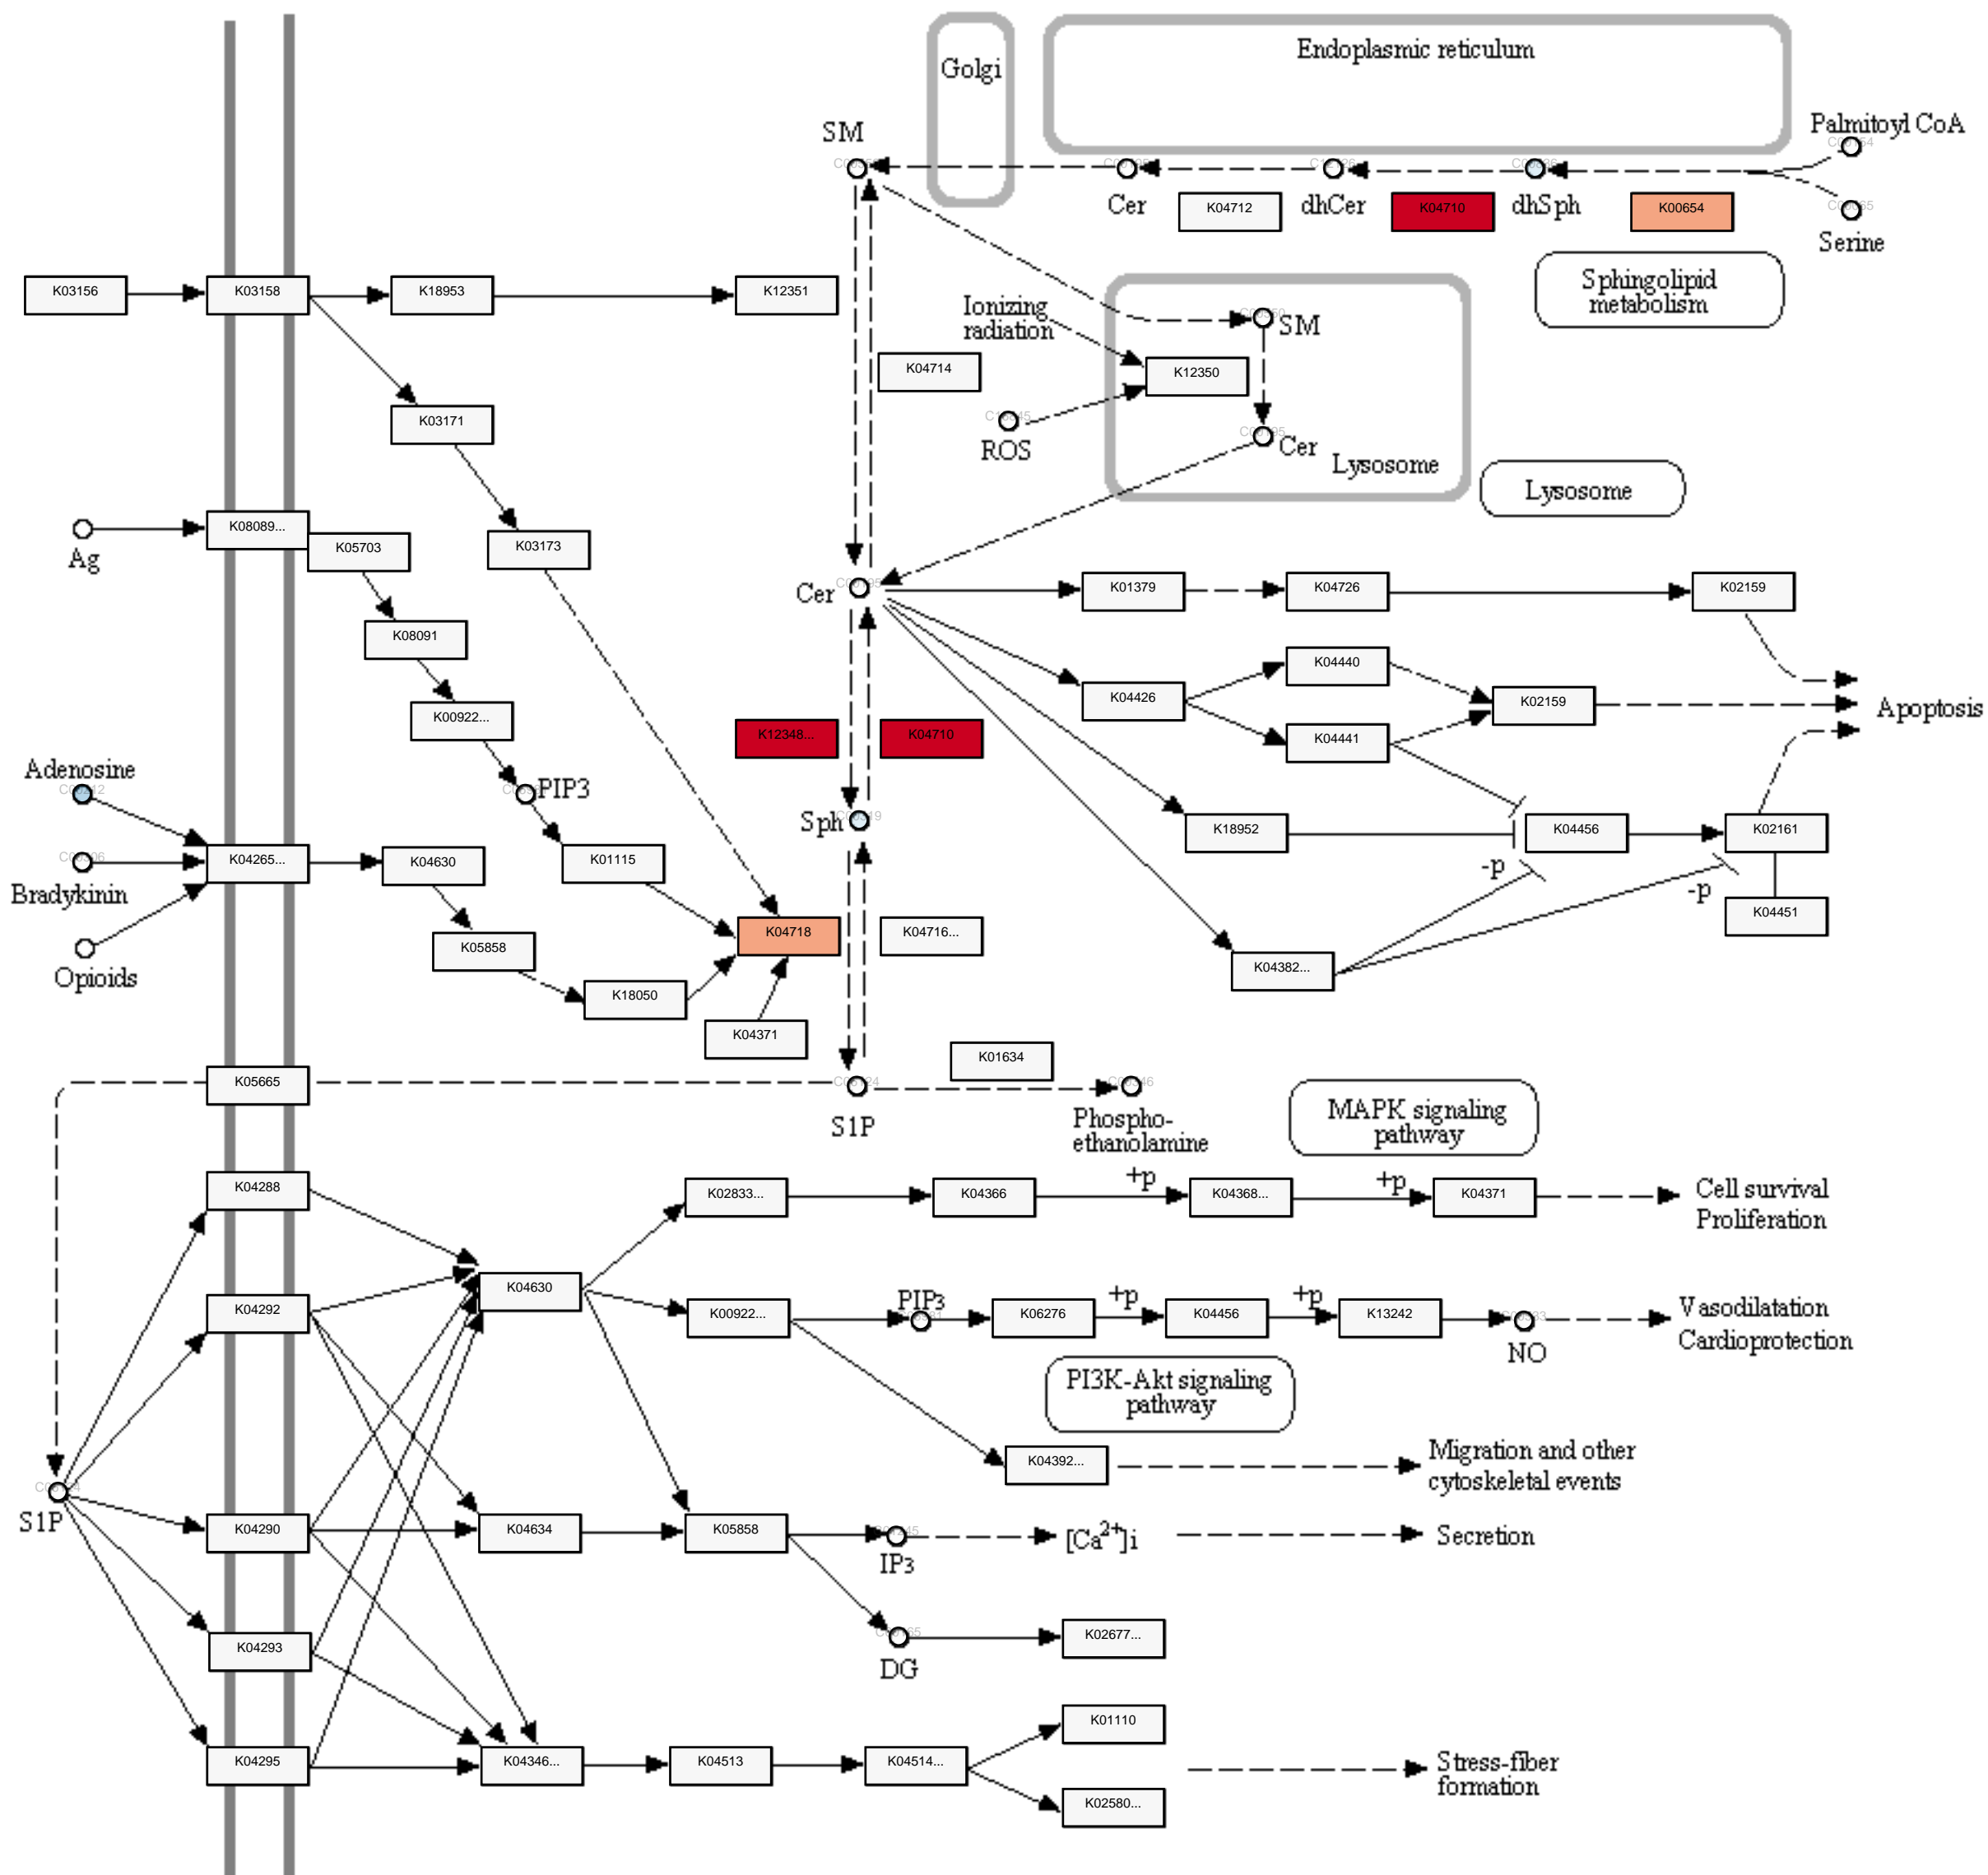 Golgi
Endoplasmic reticulum
SM
Palmitoyl CoA
Cer
K04712
dhCer
K04710
dhSph
K00654
Serine
Sphingolipid
metabolism
K03156
K03158
K18953
K12351
Ionizing
radiation
SM
K04714
K12350
K03171
ROS
Cer
Lysosome
Lysosome
Ag
K08089...
K05703
K03173
Cer
K01379
K04726
K02159
K08091
K04440
K04426
K02159
Apoptosis
K00922...
K12348...
K04710
K04441
Adenosine
PIP3
Sph
K18952
K04456
K02161
Bradykinin
K04265...
K04630
K01115
-p
-p
K04451
Opioids
K05858
K04718
K04716...
K04382...
K18050
K04371
K01634
K05665
S1P
Phospho-
ethanolamine
MAPK signaling
pathway
K04288
K02833...
K04366
+p
K04368...
+p
K04371
Cell survival
Proliferation
K04292
K04630
K00922...
PIP3
K06276
+p
K04456
+p
K13242
NO
Vasodilatation
Cardioprotection
PI3K-Akt signaling
pathway
K04392...
Migration and other
cytoskeletal events
S1P
K04290
K04634
K05858
IP3
[Ca2+]i
Secretion
K04293
DG
K02677...
K04295
K04346...
K04513
K04514...
K01110
K02580...
Stress-fiber
formation